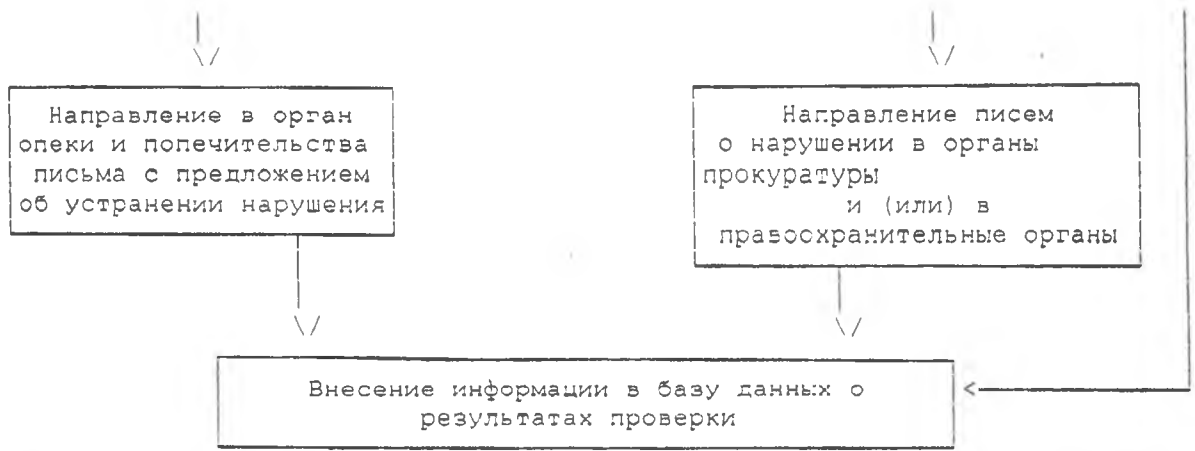 Направление в орган
опеки и попечительства
письма с предложением
об устранении нарушения
Направление писем
о нарушении в органы
прокуратуры
и (или) в
правоохранительные органы
Внесение информации в базу данных о
результатах проверки